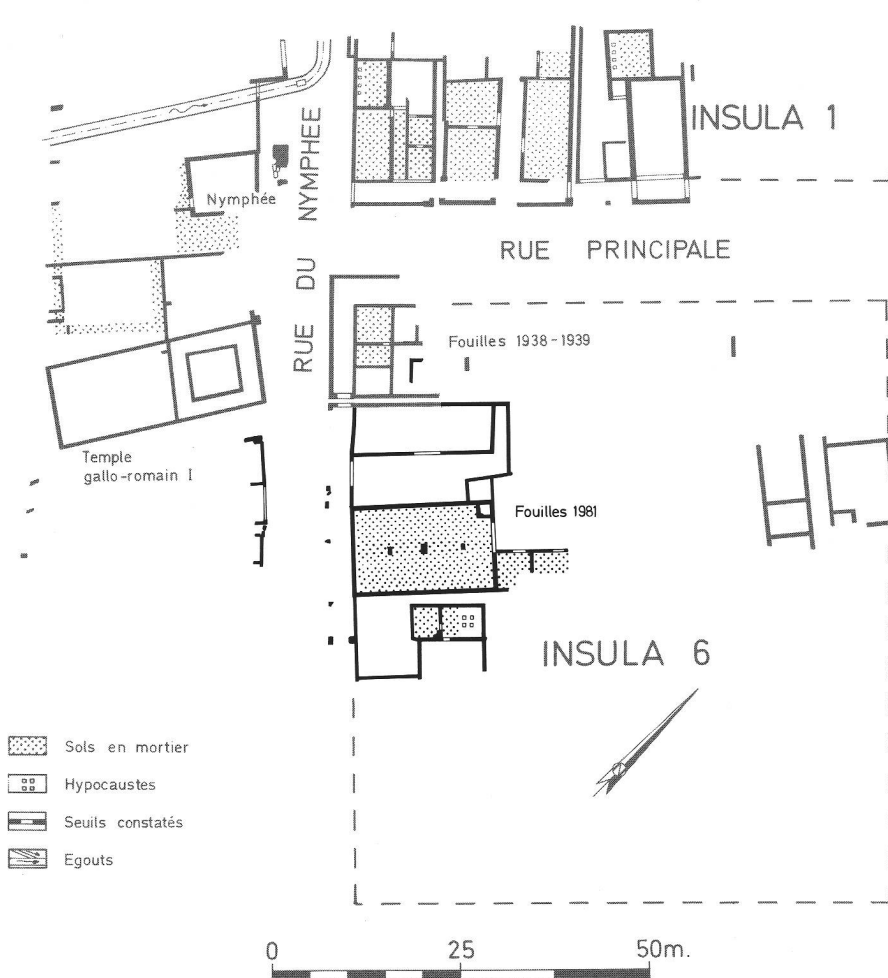 INSULA 1
RUE DU NYMPHEE
Nymphée
RUE PRINCIPALE
Fouilles 1938-1939
Temple
gallo-romain I
Fouilles 1981
INSULA 6
Sols en mortier
Hypocaustes
Seuils constatés
Egouts
0 25 50m.